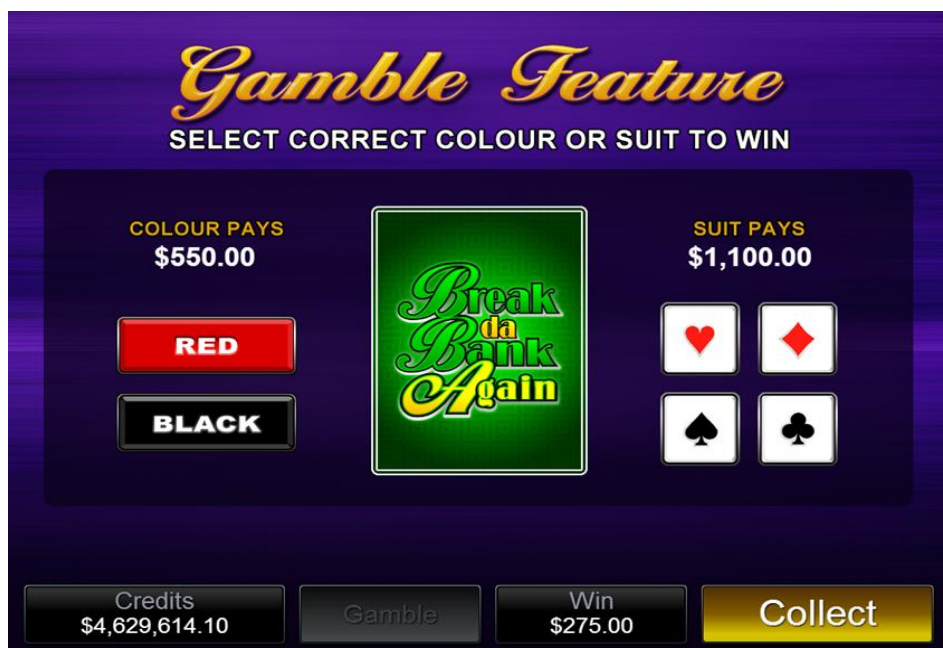 Gamble Feature
SELECT CORRECT COLOUR OR SUIT TO WIN
COLOUR PAYS
$550.00
RED
BLACK
Break
da
Bank
Again
SUIT PAYS
$1,100.00
Credits
$4,629,614.10
Gamble
Win
$275.00
Collect